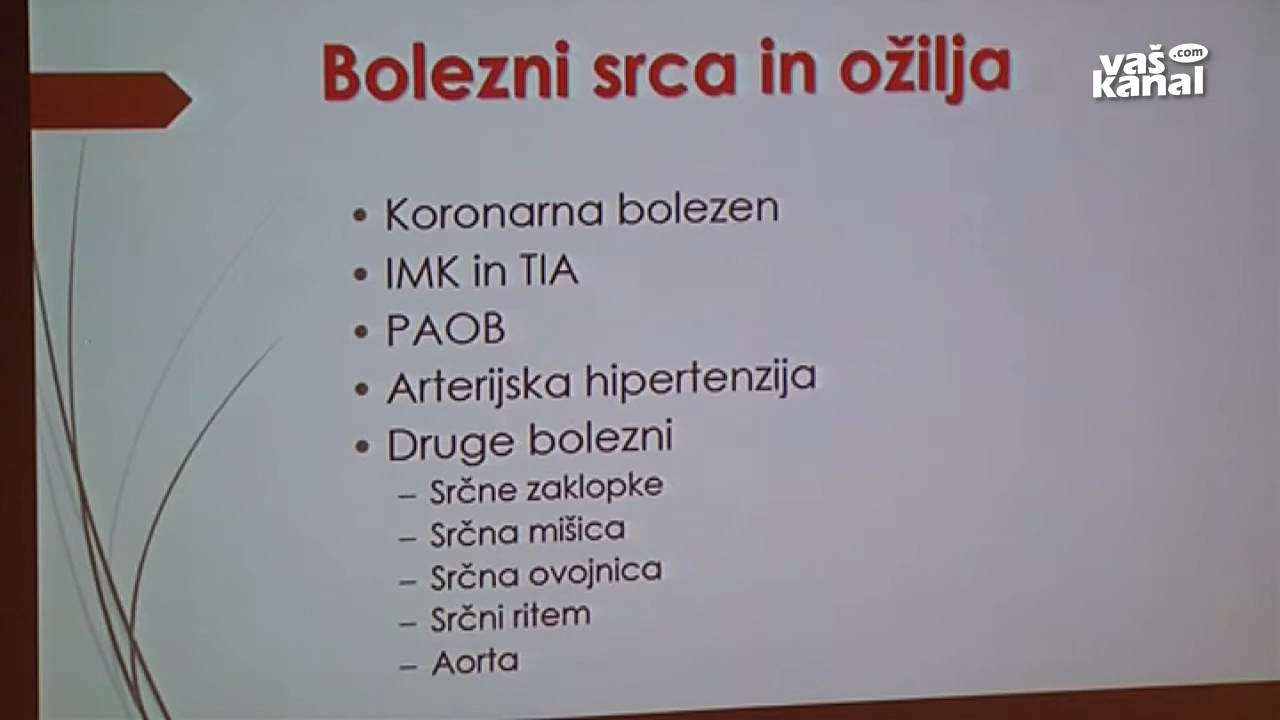 Bolezni srca in ožilja
vaš .com
kanal
• Koronarna bolezen
• IMK in TIA
• PAOB
• Arterijska hipertenzija
• Druge bolezni
– Srčne zaklopke
– Srčna mišica
– Srčna ovojnica
– Srčni ritem
– Aorta